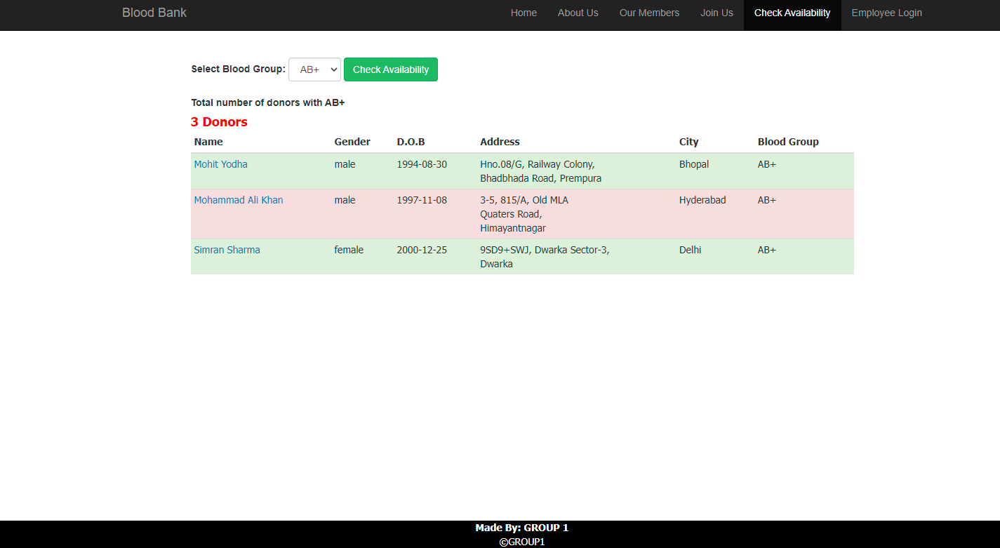 Blood Bank Home About Us Our Members Join Us Check Availability Employee Login
Select Blood Group: AB+ Check Availability
Total number of donors with AB+
3 Donors
Name Gender D.O.B Address City Blood Group
Mohit Yodha male 1994-08-30 Hno.08/G, Railway Colony, Bhopal AB+
Bhadbhada Road, Prempura
Mohammad Ali Khan male 1997-11-08 3-5, 815/A, Old MLA Hyderabad AB+
Quaters Road,
Himayantnagar
Simran Sharma female 2000-12-25 9SD9+SWJ, Dwarka Sector-3, Delhi AB+
Dwarka
Made By: GROUP 1
©GROUP1